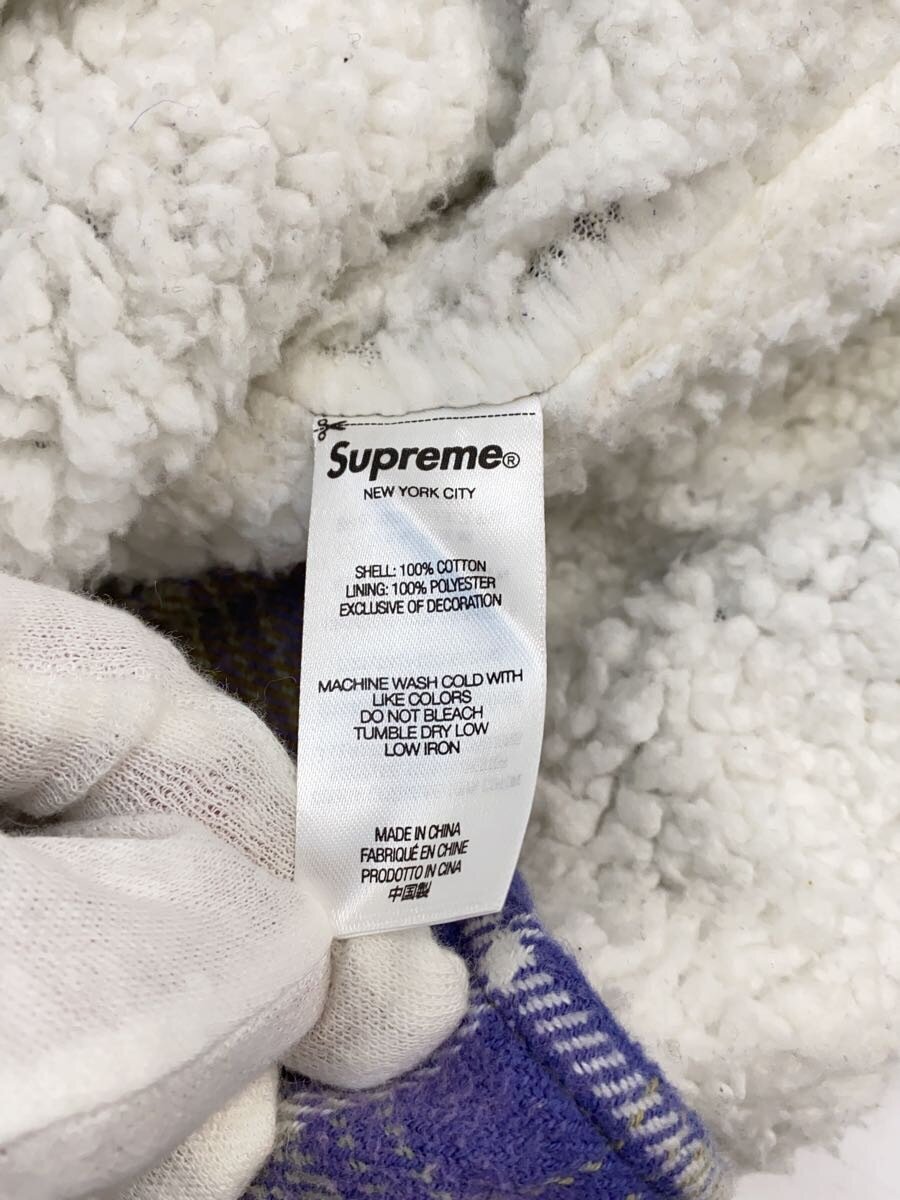 Supreme®
NEW YORK CITY
SHELL: 100% COTTON
LINING: 100% POLYESTER
EXCLUSIVE OF DECORATION
MACHINE WASH COLD WITH
LIKE COLORS
DO NOT BLEACH
TUMBLE DRY LOW
LOW IRON
MADE IN CHINA
FABRIQUÉ EN CHINE
PRODOTTO IN CINA
中国製